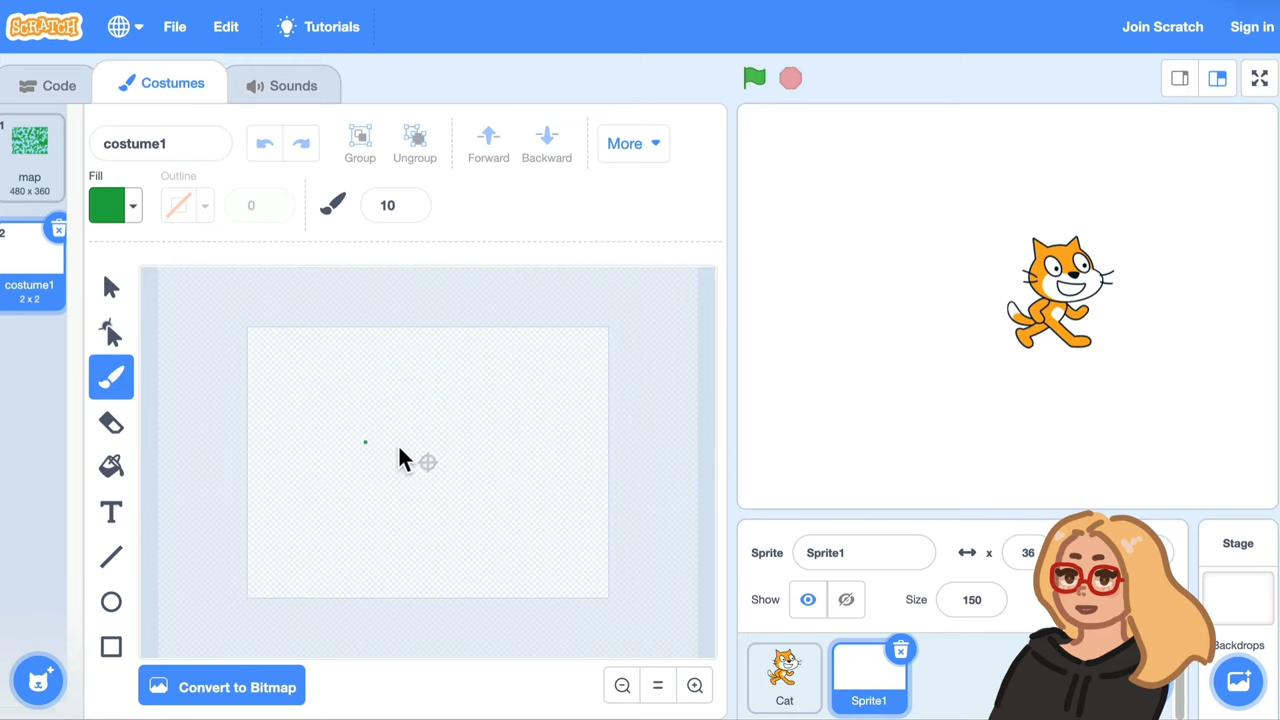 SCRATCH File Edit Tutorials Join Scratch Sign in
Code Costumes Sounds
1
map
480 x 360
2
costume1
2 x 2
costume1
Group Ungroup Forward Backward More
Fill Outline
0 10
T
Convert to Bitmap
Sprite Sprite1 x 36
Show Size 150
Cat Sprite1
Stage
Backdrops